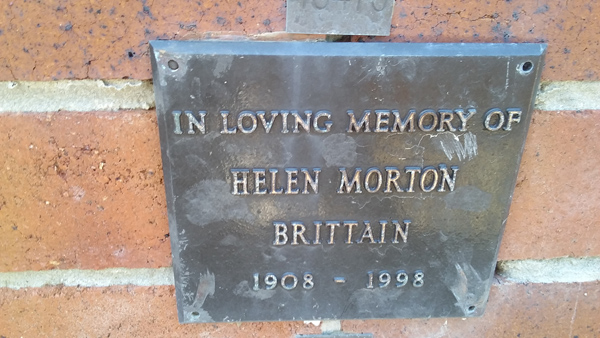 IN LOVING MEMORY OF
HELEN MORTON
BRITTAIN
1908 - 1998